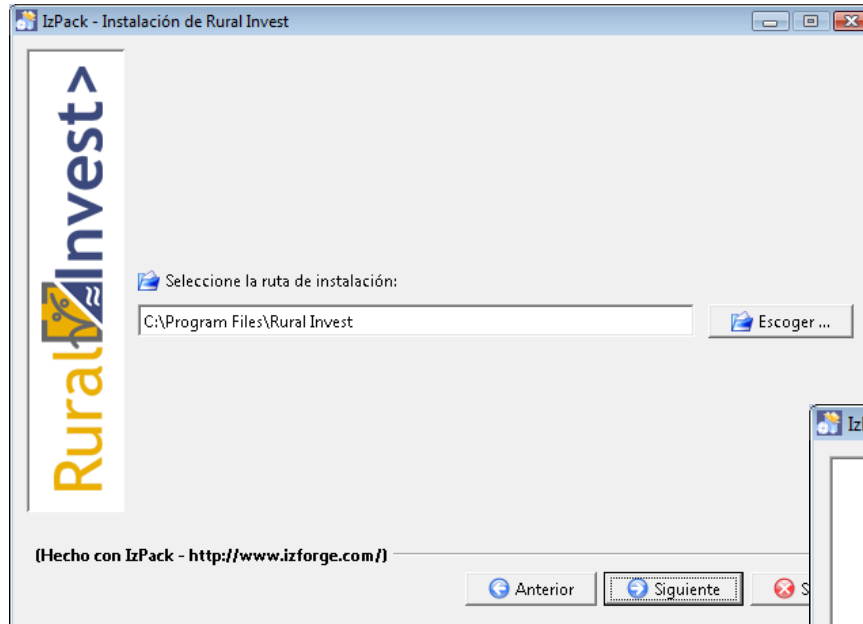 IzPack - Instalación de Rural Invest
Rural Invest>
Seleccione la ruta de instalación:
C:\Program Files\Rural Invest
Escoger ...
(Hecho con IzPack - http://www.izforge.com/)
Anterior
Siguiente